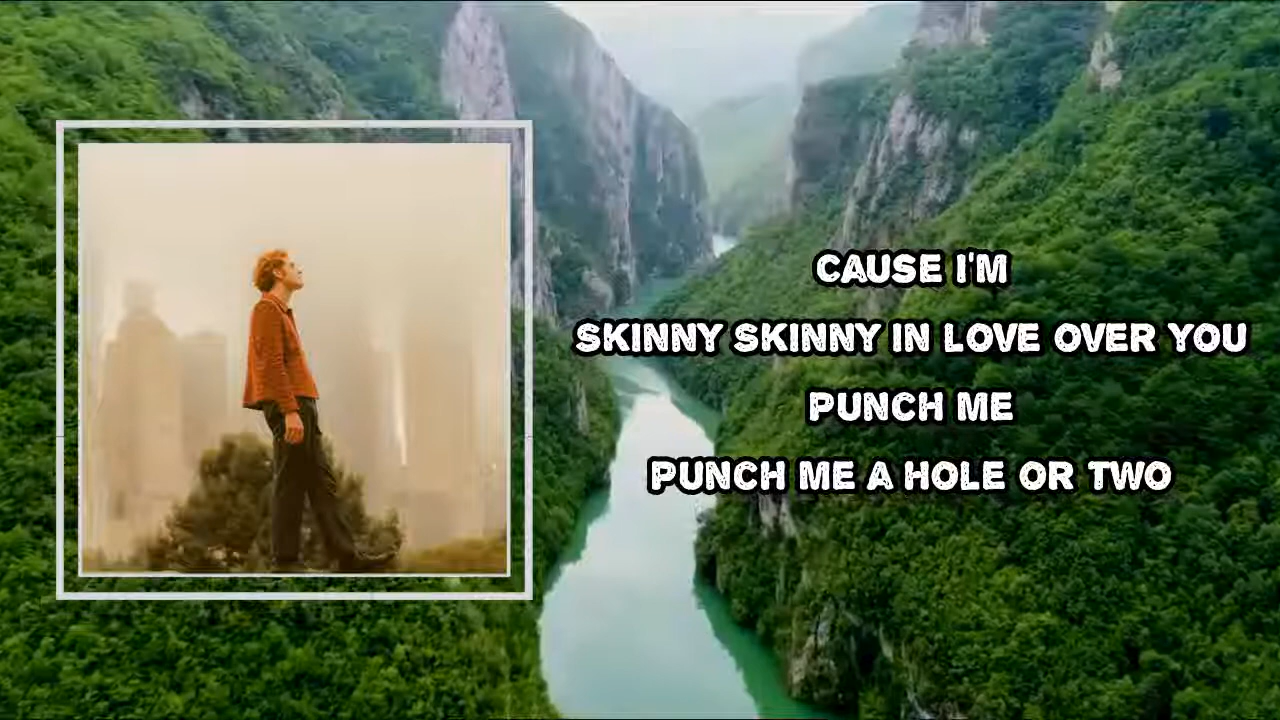 CAUSE I'M
SKINNY SKINNY IN LOVE OVER YOU
PUNCH ME
PUNCH ME A HOLE OR TWO